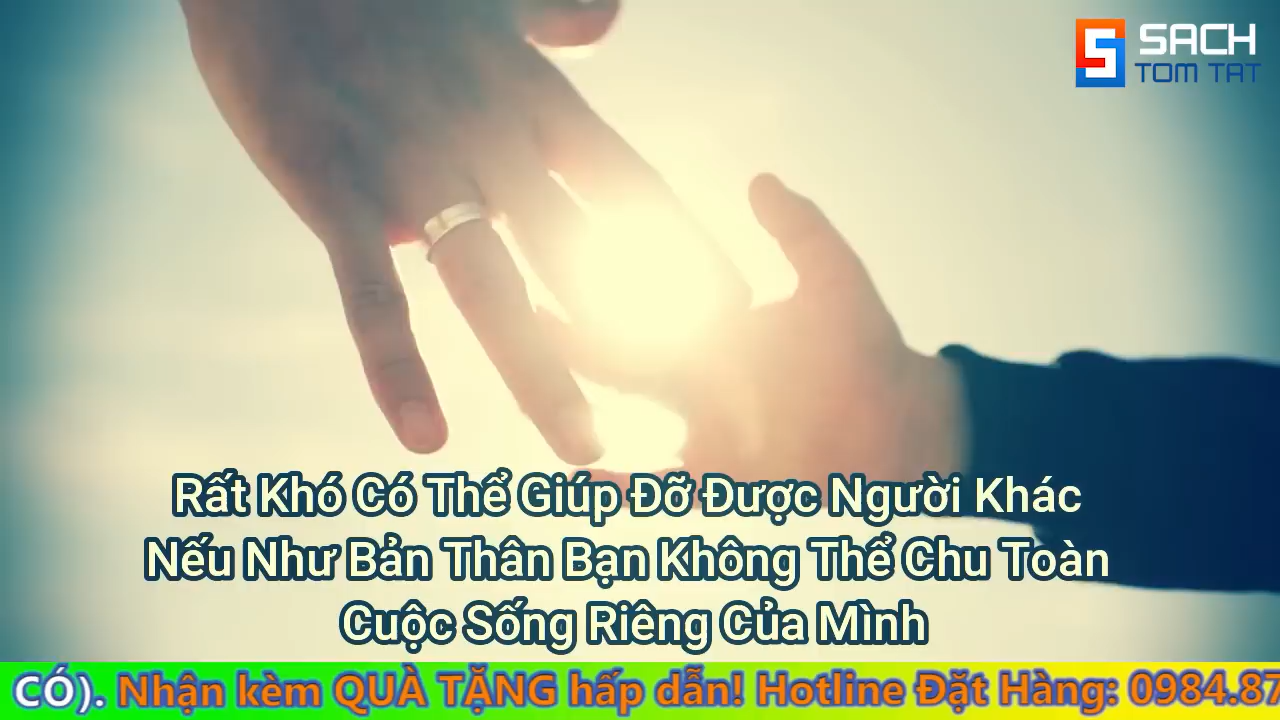 SACH
TOM TAT
Rất Khó Có Thể Giúp Đỡ Được Người Khác
Nếu Như Bản Thân Bạn Không Thể Chu Toàn
Cuộc Sống Riêng Của Mình
CÓ). Nhận kèm QUÀ TẶNG hấp dẫn! Hotline Đặt Hàng: 0984.87